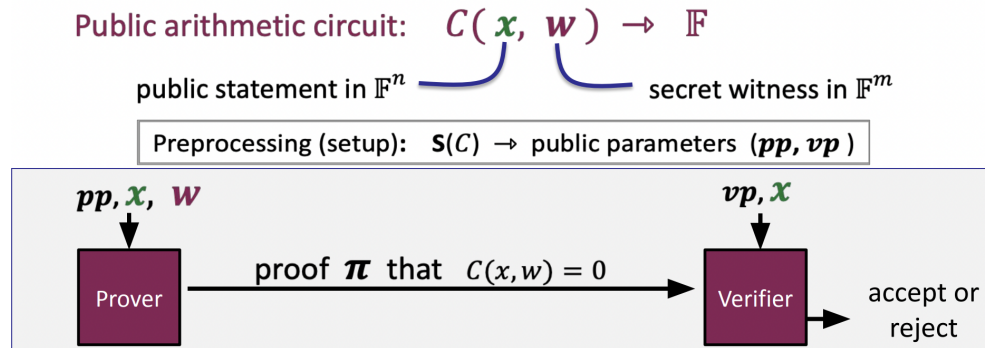 Public arithmetic circuit: C( x, w ) → 𝔽
public statement in 𝔽ⁿ
secret witness in 𝔽ᵐ
Preprocessing (setup): S(C) → public parameters (pp, vp )
pp, x, w
vp, x
Prover
proof π that C(x, w) = 0
Verifier
accept or
reject